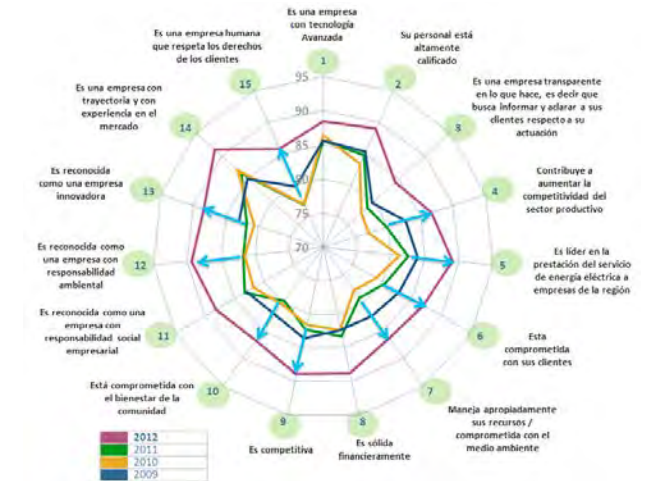 Es una empresa
con tecnología
Avanzada
1
Su personal está
altamente
calificado
2
Es una empresa transparente
en lo que hace, es decir que
busca informar y aclarar a sus
clientes respecto a su
actuación
3
Contribuye a
aumentar la
competitividad del
sector productivo
4
Es líder en la
prestación del servicio
de energía eléctrica a
empresas de la región
5
Esta
comprometida
con sus clientes
6
Maneja apropiadamente
sus recursos /
comprometida con el
medio ambiente
7
Es sólida
financieramente
8
Es competitiva
9
Está comprometida con
el bienestar de la
comunidad
10
Es reconocida como una
empresa con
responsabilidad social
empresarial
11
Es reconocida como
una empresa con
responsabilidad
ambiental
12
Es reconocida
como una empresa
innovadora
13
Es una empresa con
trayectoria y con
experiencia en el
mercado
14
Es una empresa humana
que respeta los derechos
de los clientes
15
95
90
85
80
75
70
2012
2011
2010
2009